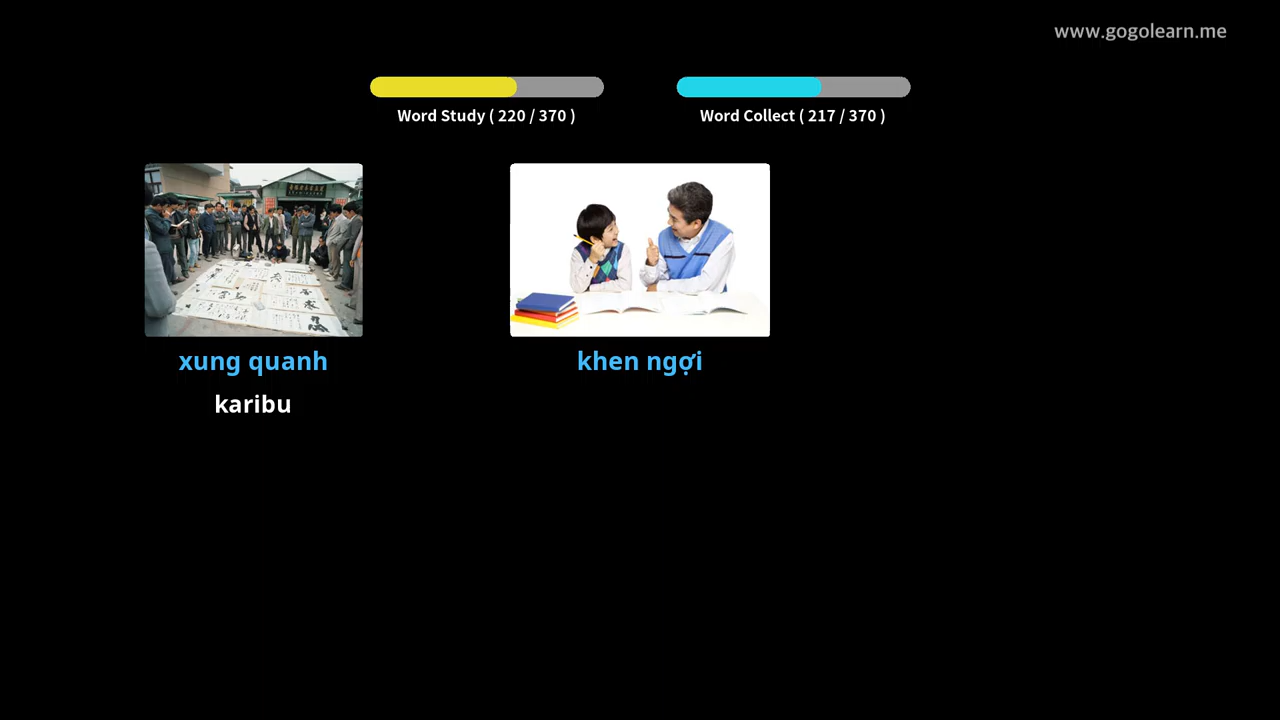 www.gogolearn.me
Word Study ( 220 / 370 )
Word Collect ( 217 / 370 )
xung quanh
khen ngợi
karibu